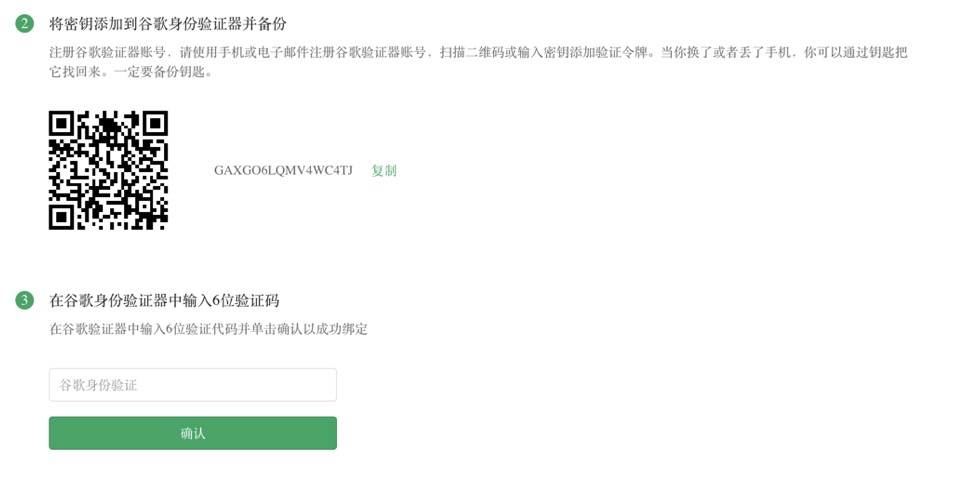 2 将密钥添加到谷歌身份验证器并备份
注册谷歌验证器账号，请使用手机或电子邮件注册谷歌验证器账号，扫描二维码或输入密钥添加验证令牌。当你换了或者丢了手机，你可以通过钥匙把
它找回来。一定要备份钥匙。
GAXGO6LQMV4WC4TJ 复制
3 在谷歌身份验证器中输入6位验证码
在谷歌验证器中输入6位验证代码并单击确认以成功绑定
谷歌身份验证
确认